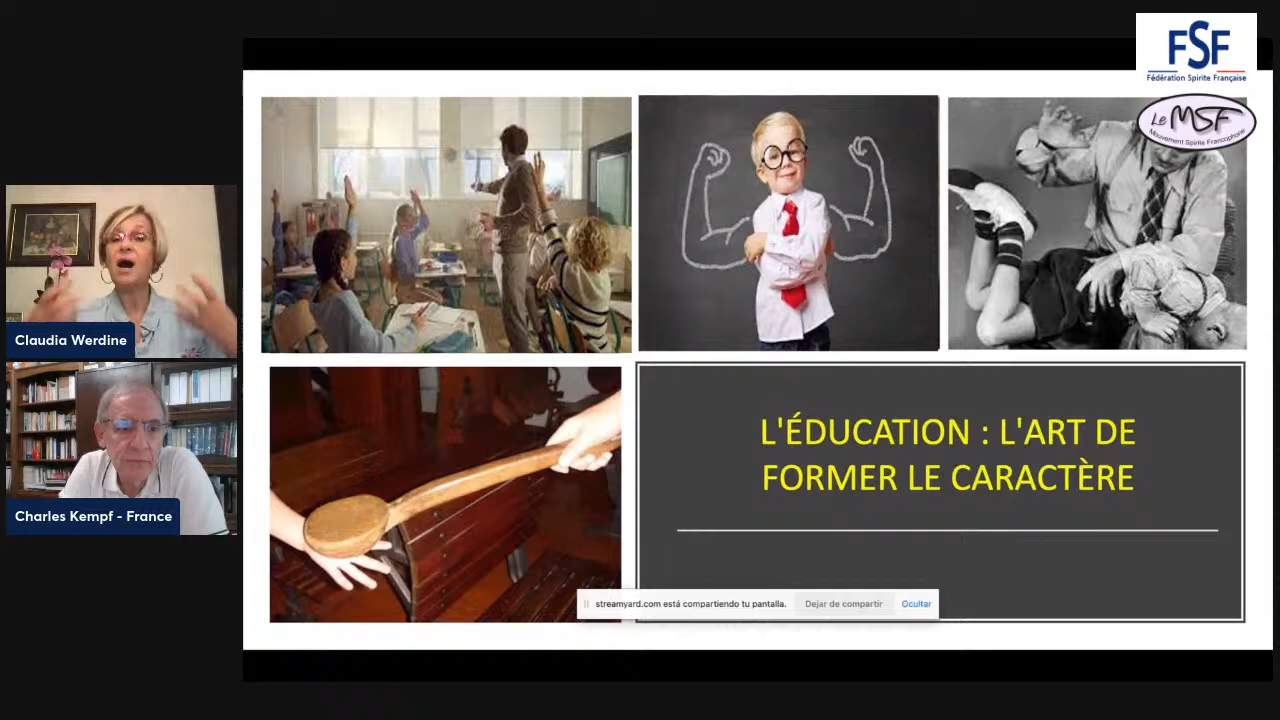 FSF
Fédération Spirite Française
Le MSF
Mouvement Spirite Francophone
Claudia Werdine
Charles Kempf - France
L'ÉDUCATION : L'ART DE
FORMER LE CARACTÈRE
streamyard.com está compartiendo tu pantalla.
Dejar de compartir
Ocultar